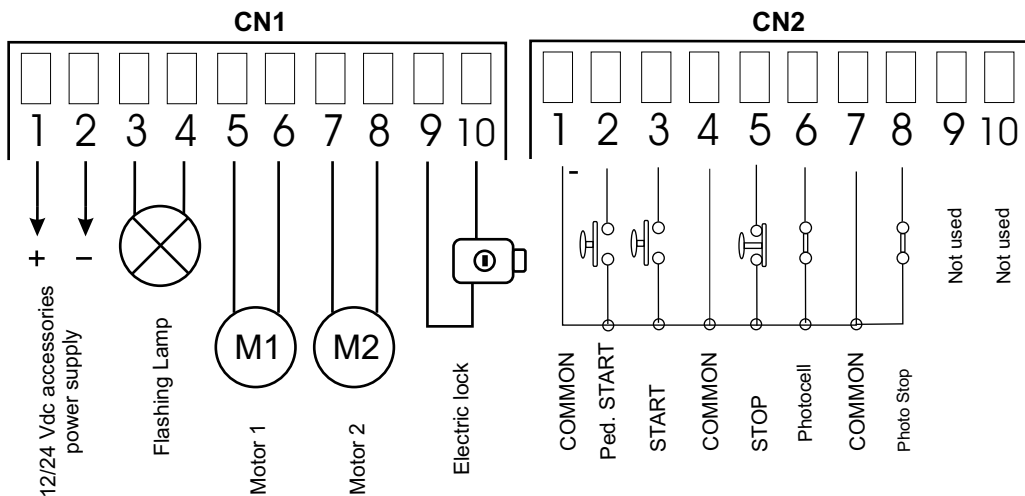 CN1
CN2
1 2 3 4 5 6 7 8 9 10
1 2 3 4 5 6 7 8 9 10
+ −
-
M1 M2
12/24 Vdc accessories
power supply
Flashing Lamp
Motor 1
Motor 2
Electric lock
COMMON
Ped. START
START
COMMON
STOP
Photocell
COMMON
Photo Stop
Not used
Not used